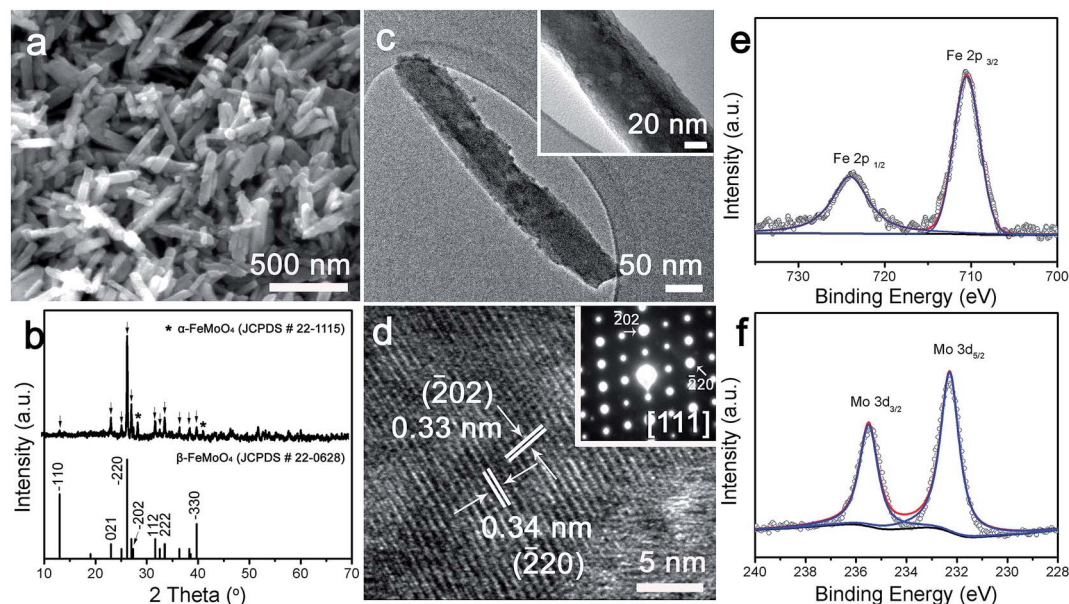 a
500 nm
b
* α-FeMoO₄ (JCPDS # 22-1115)
β-FeMoO₄ (JCPDS # 22-0628)
-110
021
-220
-202
112
222
-330
Intensity (a.u.)
10 20 30 40 50 60 70
2 Theta (°)
c
20 nm
50 nm
d
(2̄02)
0.33 nm
0.34 nm
(2̄20)
5 nm
2̄02
2̄20
[111]
e
Fe 2p 3/2
Fe 2p 1/2
Intensity (a.u.)
730 720 710 700
Binding Energy (eV)
f
Mo 3d5/2
Mo 3d3/2
Intensity (a.u.)
240 238 236 234 232 230 228
Binding Energy (eV)